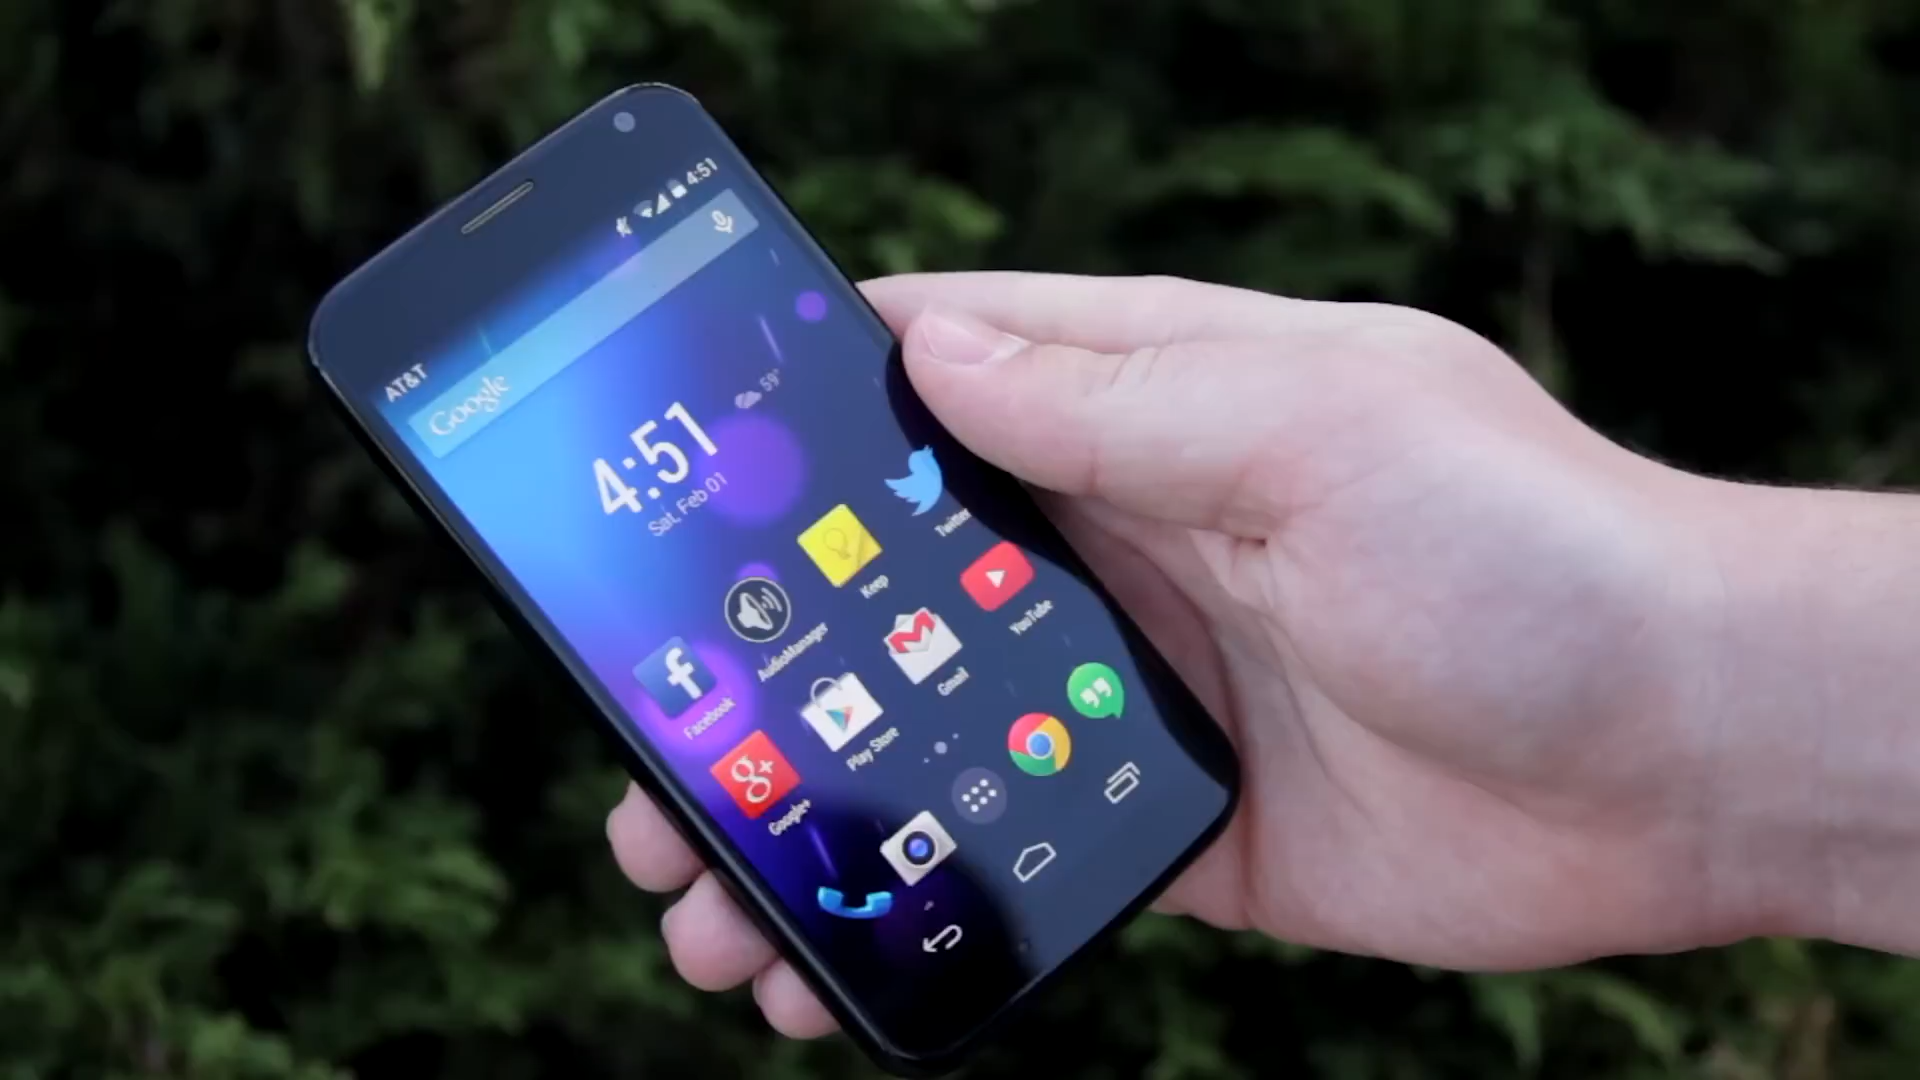 AT&T 4:51
Google
4:51
59°
Sat, Feb 01
Facebook
AudioManager
Keep
Twitter
Google+
Play Store
Gmail
YouTube